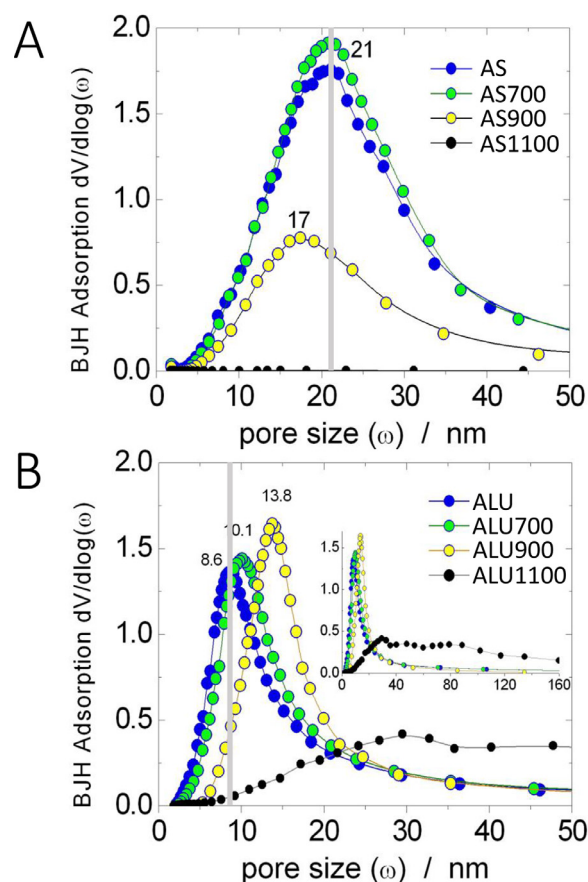 A
BJH Adsorption dV/dlog(ω)
2.0
1.5
1.0
0.5
0.0
21
17
AS
AS700
AS900
AS1100
0 10 20 30 40 50
pore size (ω) / nm
B
BJH Adsorption dV/dlog(ω)
2.0
1.5
1.0
0.5
0.0
8.6
10.1
13.8
ALU
ALU700
ALU900
ALU1100
1.5
1.0
0.5
0.0
0 40 80 120 160
0 10 20 30 40 50
pore size (ω) / nm